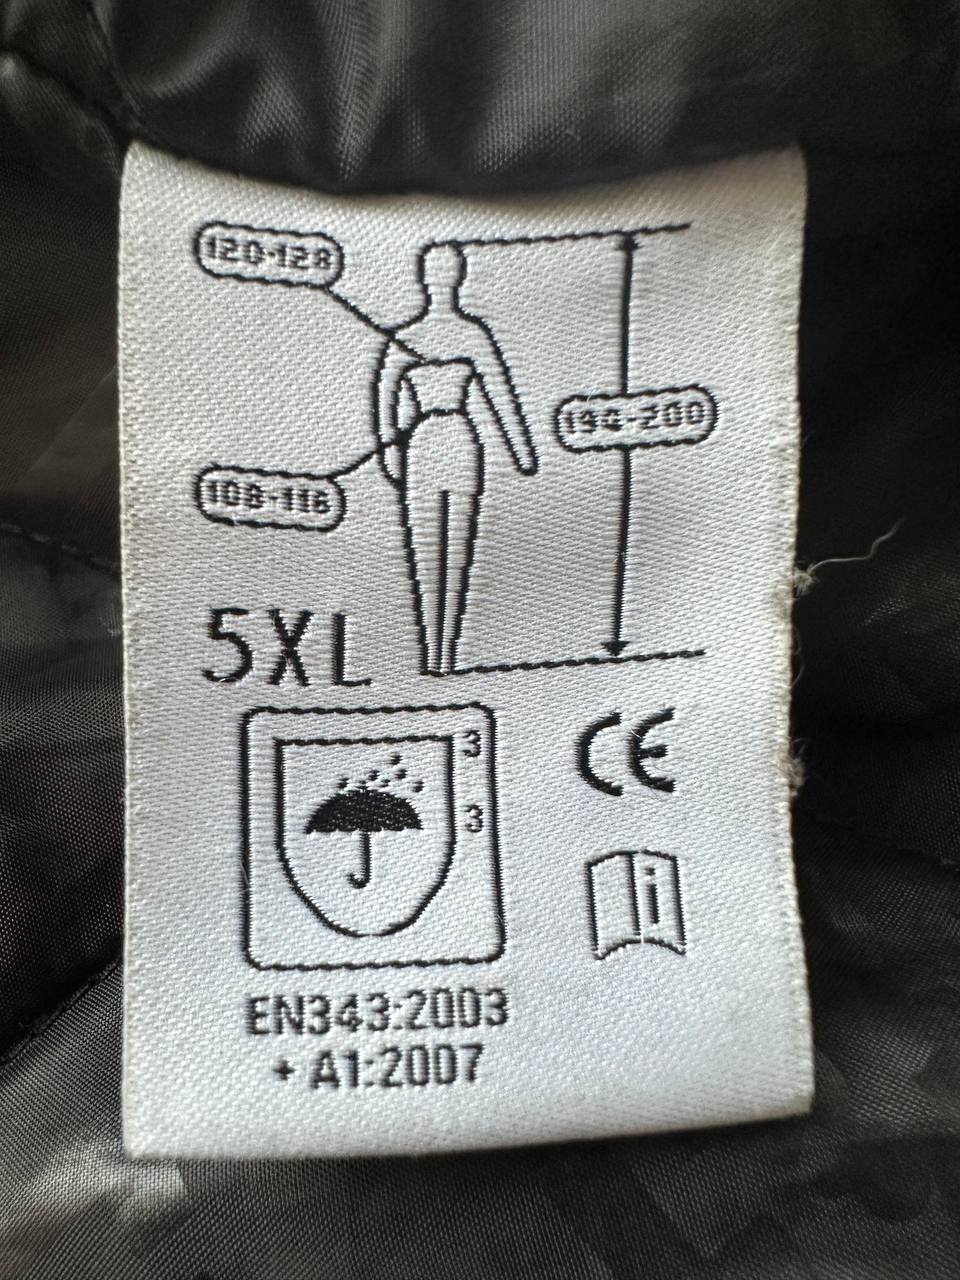 120-128
194-200
108-116
5XL
3
3
CE
i
EN343:2003
+ A1:2007